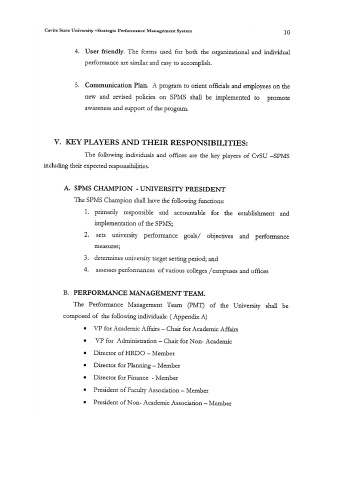 Cavite State University –Strategic Performance Management System 10
4. User friendly. The forms used for both the organizational and individual
performance are similar and easy to accomplish.
5. Communication Plan. A program to orient officials and employees on the
new and revised policies on SPMS shall be implemented to promote
awareness and support of the program.
V. KEY PLAYERS AND THEIR RESPONSIBILITIES:
The following individuals and offices are the key players of CvSU –SPMS
including their expected responsibilities.
A. SPMS CHAMPION - UNIVERSITY PRESIDENT
The SPMS Champion shall have the following functions:
1. primarily responsible and accountable for the establishment and
implementation of the SPMS;
2. sets university performance goals/ objectives and performance
measures;
3. determines university target setting period; and
4. assesses performances of various colleges /campuses and offices
B. PERFORMANCE MANAGEMENT TEAM.
The Performance Management Team (PMT) of the University shall be
composed of the following individuals: ( Appendix A)
• VP for Academic Affairs – Chair for Academic Affairs
• VP for Administration – Chair for Non- Academic
• Director of HRDO – Member
• Director for Planning – Member
• Director for Finance - Member
• President of Faculty Association – Member
• President of Non- Academic Association – Member